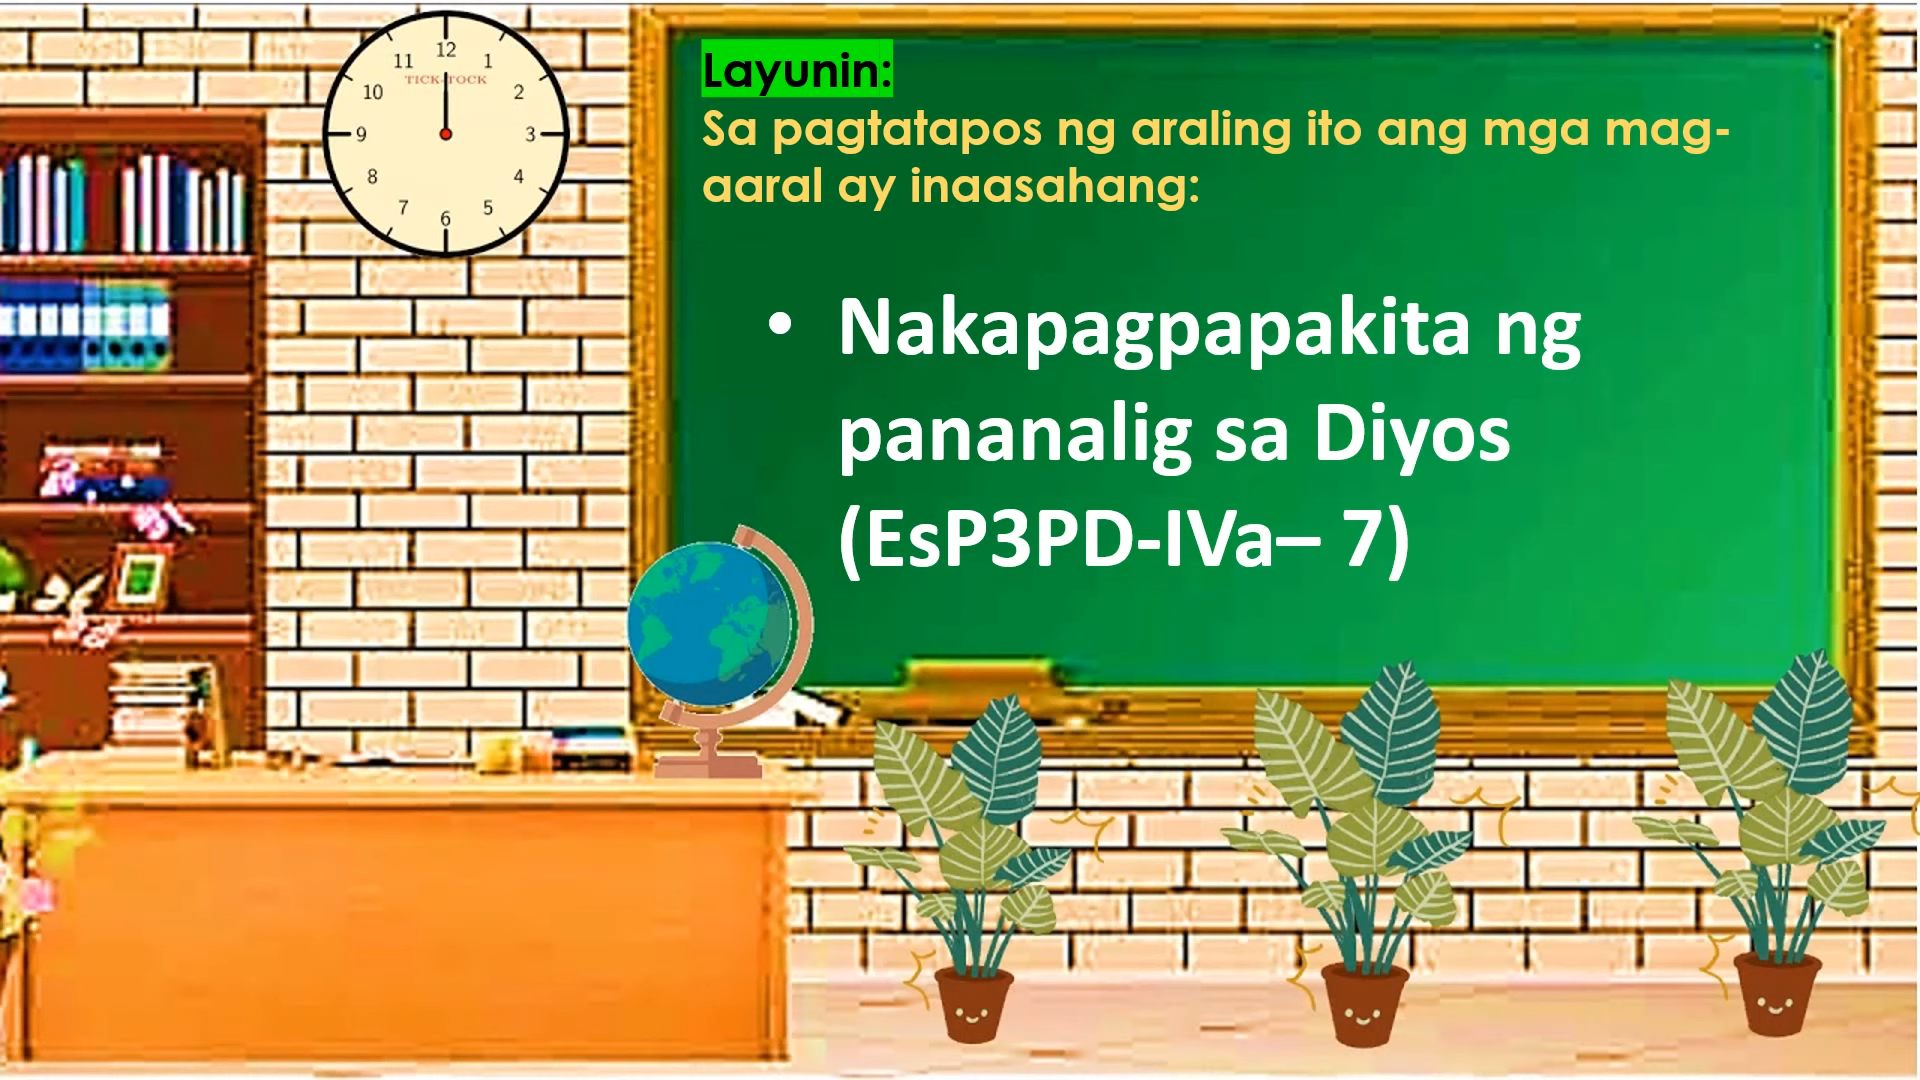 12
11
1
TICK-TOCK
10
2
9
3
8
4
7
5
6
Layunin:
Sa pagtatapos ng araling ito ang mga mag-
aaral ay inaasahang:
• Nakapagpapakita ng
pananalig sa Diyos
(EsP3PD-IVa– 7)